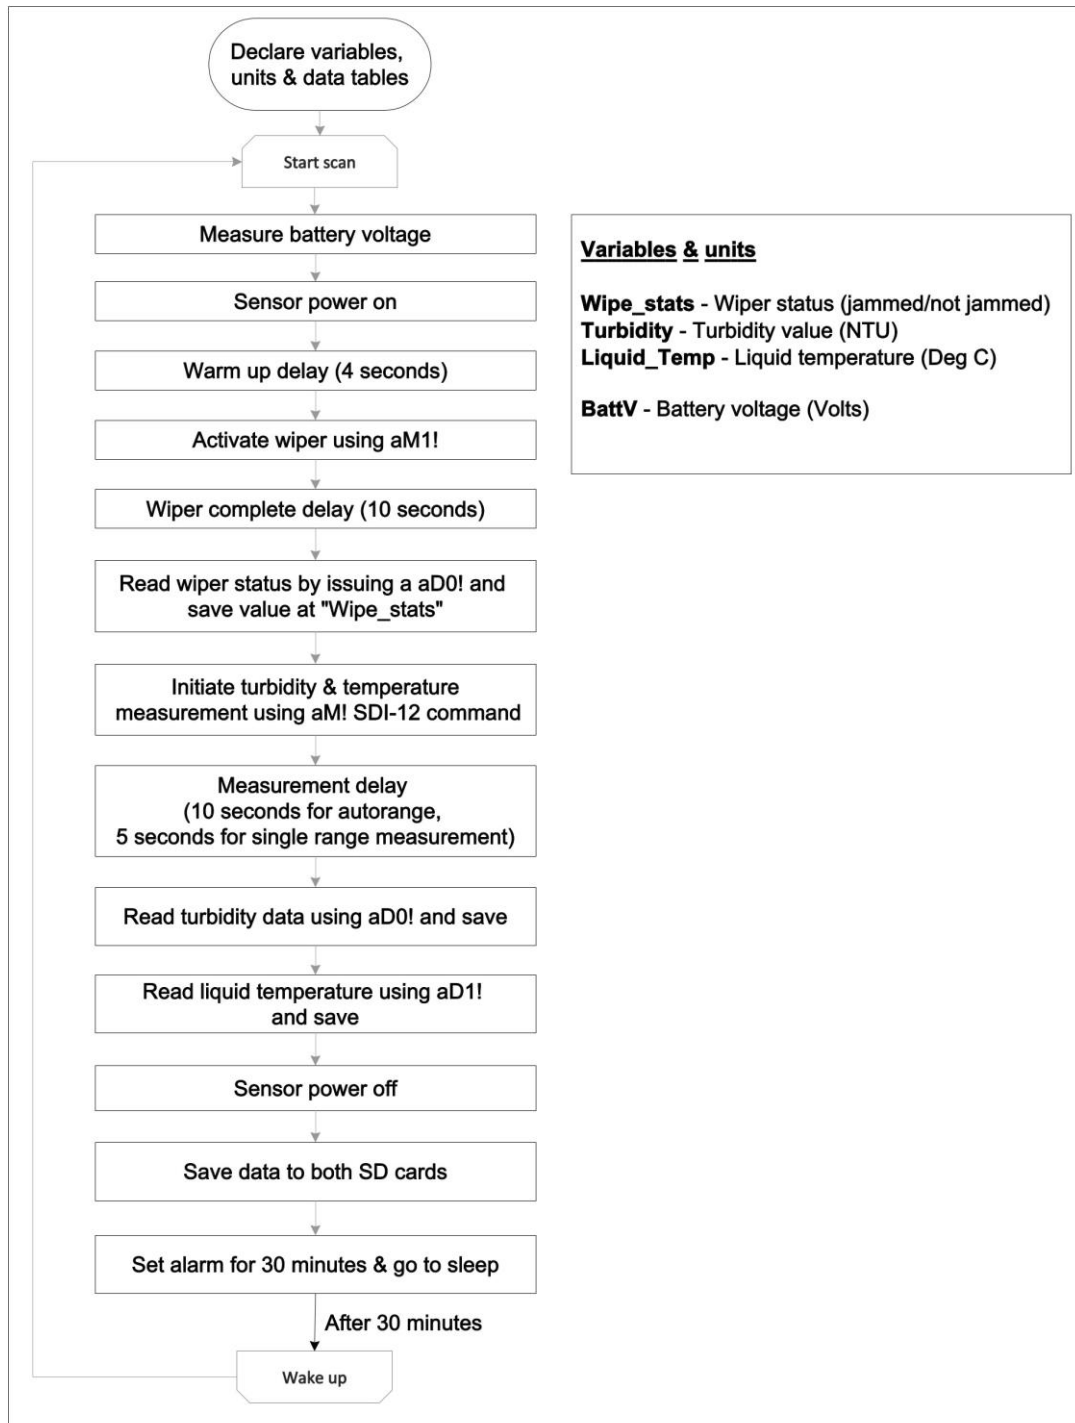 Declare variables,
units & data tables
Start scan
Measure battery voltage
Sensor power on
Warm up delay (4 seconds)
Activate wiper using aM1!
Wiper complete delay (10 seconds)
Read wiper status by issuing a aD0! and
save value at "Wipe_stats"
Initiate turbidity & temperature
measurement using aM! SDI-12 command
Measurement delay
(10 seconds for autorange,
5 seconds for single range measurement)
Read turbidity data using aD0! and save
Read liquid temperature using aD1!
and save
Sensor power off
Save data to both SD cards
Set alarm for 30 minutes & go to sleep
After 30 minutes
Wake up
Variables & units
Wipe_stats - Wiper status (jammed/not jammed)
Turbidity - Turbidity value (NTU)
Liquid_Temp - Liquid temperature (Deg C)
BattV - Battery voltage (Volts)